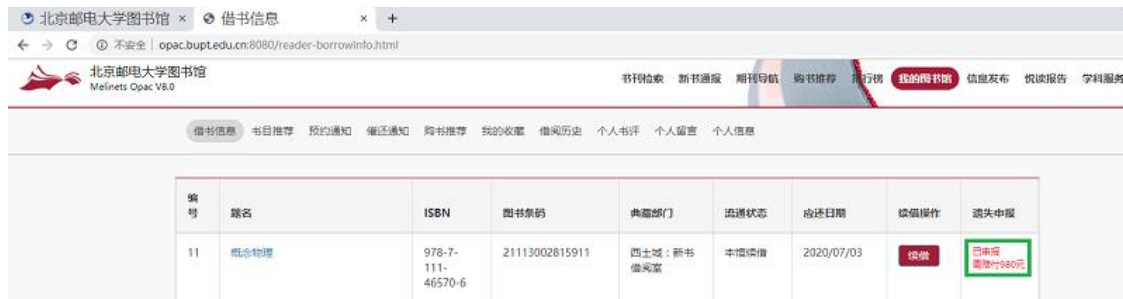 北京邮电大学图书馆 × 借书信息 × +
不安全 | opac.bupt.edu.cn:8080/reader-borrowinfo.html
北京邮电大学图书馆
Melinets Opac V8.0
书刊检索 新书通报 期刊导航 购书推荐 排行榜 我的图书馆 信息发布 悦读报告 学科服务
借书信息 书目推荐 预约通知 催还通知 购书推荐 我的收藏 借阅历史 个人书评 个人留言 个人信息
编号 题名 ISBN 图书条码 典藏部门 流通状态 应还日期 续借操作 遗失申报
11 概念物理 978-7-111-46570-6 21113002815911 西土城：新书借阅室 本馆续借 2020/07/03 续借 已申报 需赔付980元